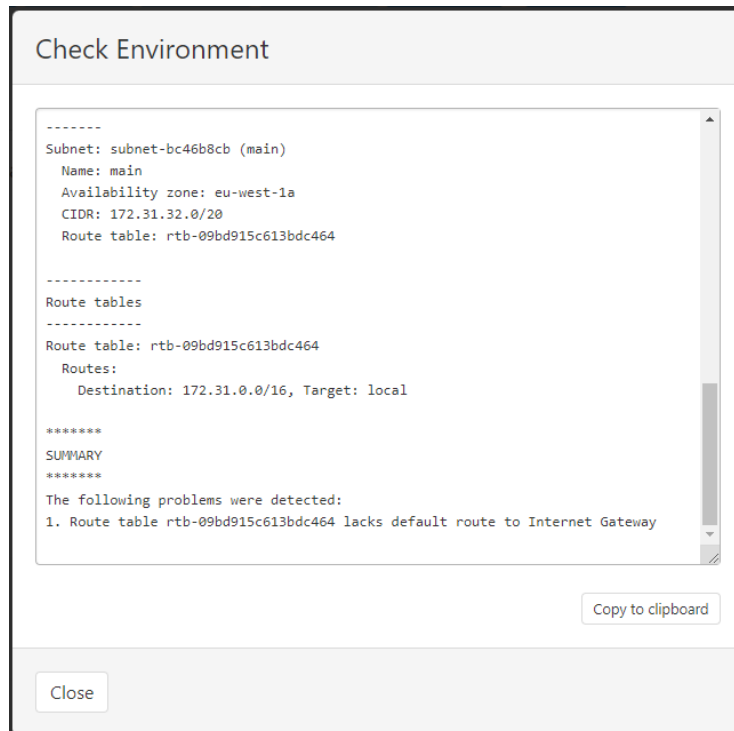 Check Environment
-------
Subnet: subnet-bc46b8cb (main)
  Name: main
  Availability zone: eu-west-1a
  CIDR: 172.31.32.0/20
  Route table: rtb-09bd915c613bdc464
------------
Route tables
------------
Route table: rtb-09bd915c613bdc464
  Routes:
    Destination: 172.31.0.0/16, Target: local
*******
SUMMARY
*******
The following problems were detected:
1. Route table rtb-09bd915c613bdc464 lacks default route to Internet Gateway
Copy to clipboard
Close